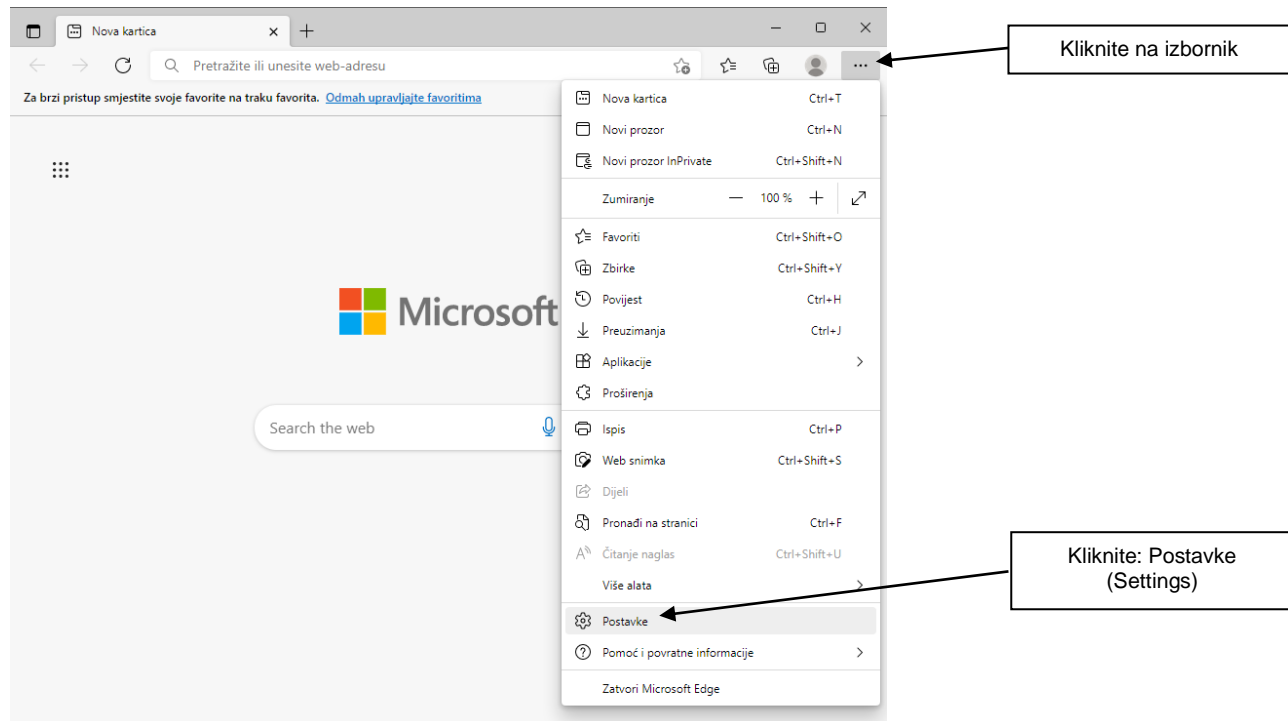 Nova kartica
Kliknite na izbornik
Pretražite ili unesite web-adresu
Za brzi pristup smjestite svoje favorite na traku favorita. Odmah upravljajte favoritima
Nova kartica Ctrl+T
Novi prozor Ctrl+N
Novi prozor InPrivate Ctrl+Shift+N
Zumiranje 100 %
Favoriti Ctrl+Shift+O
Zbirke Ctrl+Shift+Y
Povijest Ctrl+H
Preuzimanja Ctrl+J
Aplikacije
Proširenja
Ispis Ctrl+P
Web snimka Ctrl+Shift+S
Dijeli
Pronađi na stranici Ctrl+F
Čitanje naglas Ctrl+Shift+U
Više alata
Postavke
Pomoć i povratne informacije
Zatvori Microsoft Edge
Microsoft
Search the web
Kliknite: Postavke
(Settings)